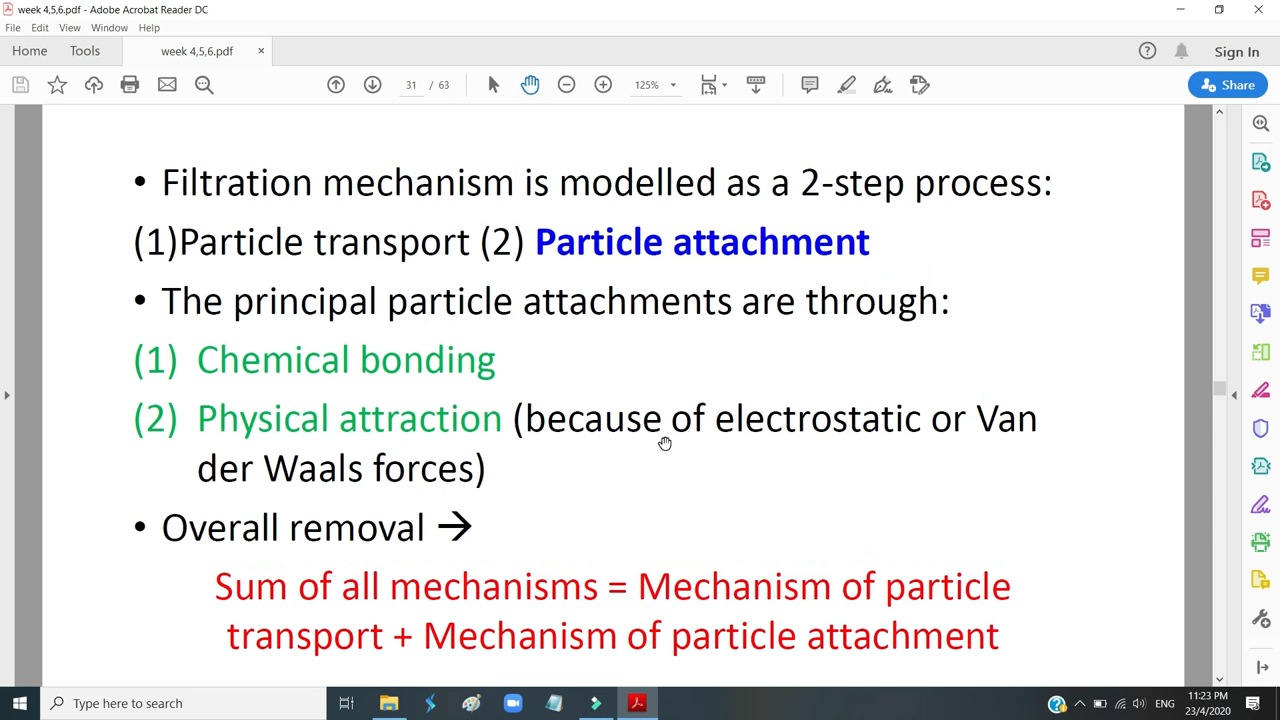 week 4,5,6.pdf - Adobe Acrobat Reader DC
File Edit View Window Help
Home Tools week 4,5,6.pdf × Sign In
31 / 63 125% Share
• Filtration mechanism is modelled as a 2-step process:
(1)Particle transport (2) Particle attachment
• The principal particle attachments are through:
(1) Chemical bonding
(2) Physical attraction (because of electrostatic or Van
der Waals forces)
• Overall removal →
Sum of all mechanisms = Mechanism of particle
transport + Mechanism of particle attachment
Type here to search
ENG
11:23 PM
23/4/2020